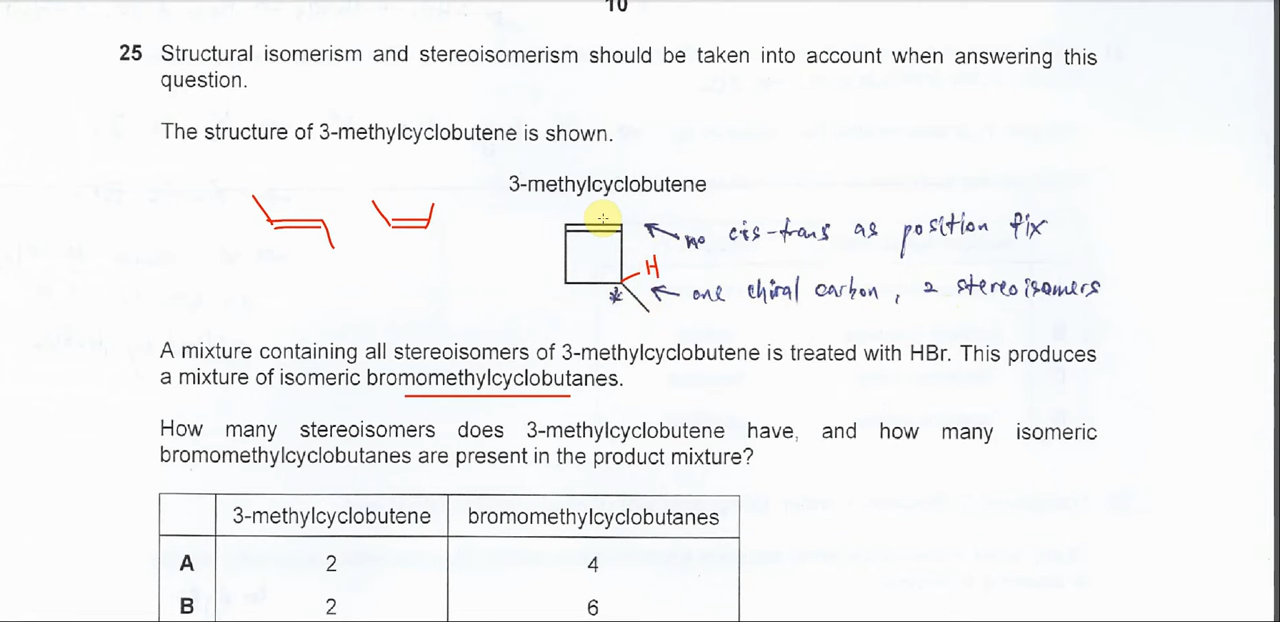 10
25 Structural isomerism and stereoisomerism should be taken into account when answering this
question.
The structure of 3-methylcyclobutene is shown.
3-methylcyclobutene
no cis-trans as position fix
H
* one chiral carbon, 2 stereoisomers
A mixture containing all stereoisomers of 3-methylcyclobutene is treated with HBr. This produces
a mixture of isomeric bromomethylcyclobutanes.
How many stereoisomers does 3-methylcyclobutene have, and how many isomeric
bromomethylcyclobutanes are present in the product mixture?
3-methylcyclobutene bromomethylcyclobutanes
A 2 4
B 2 6